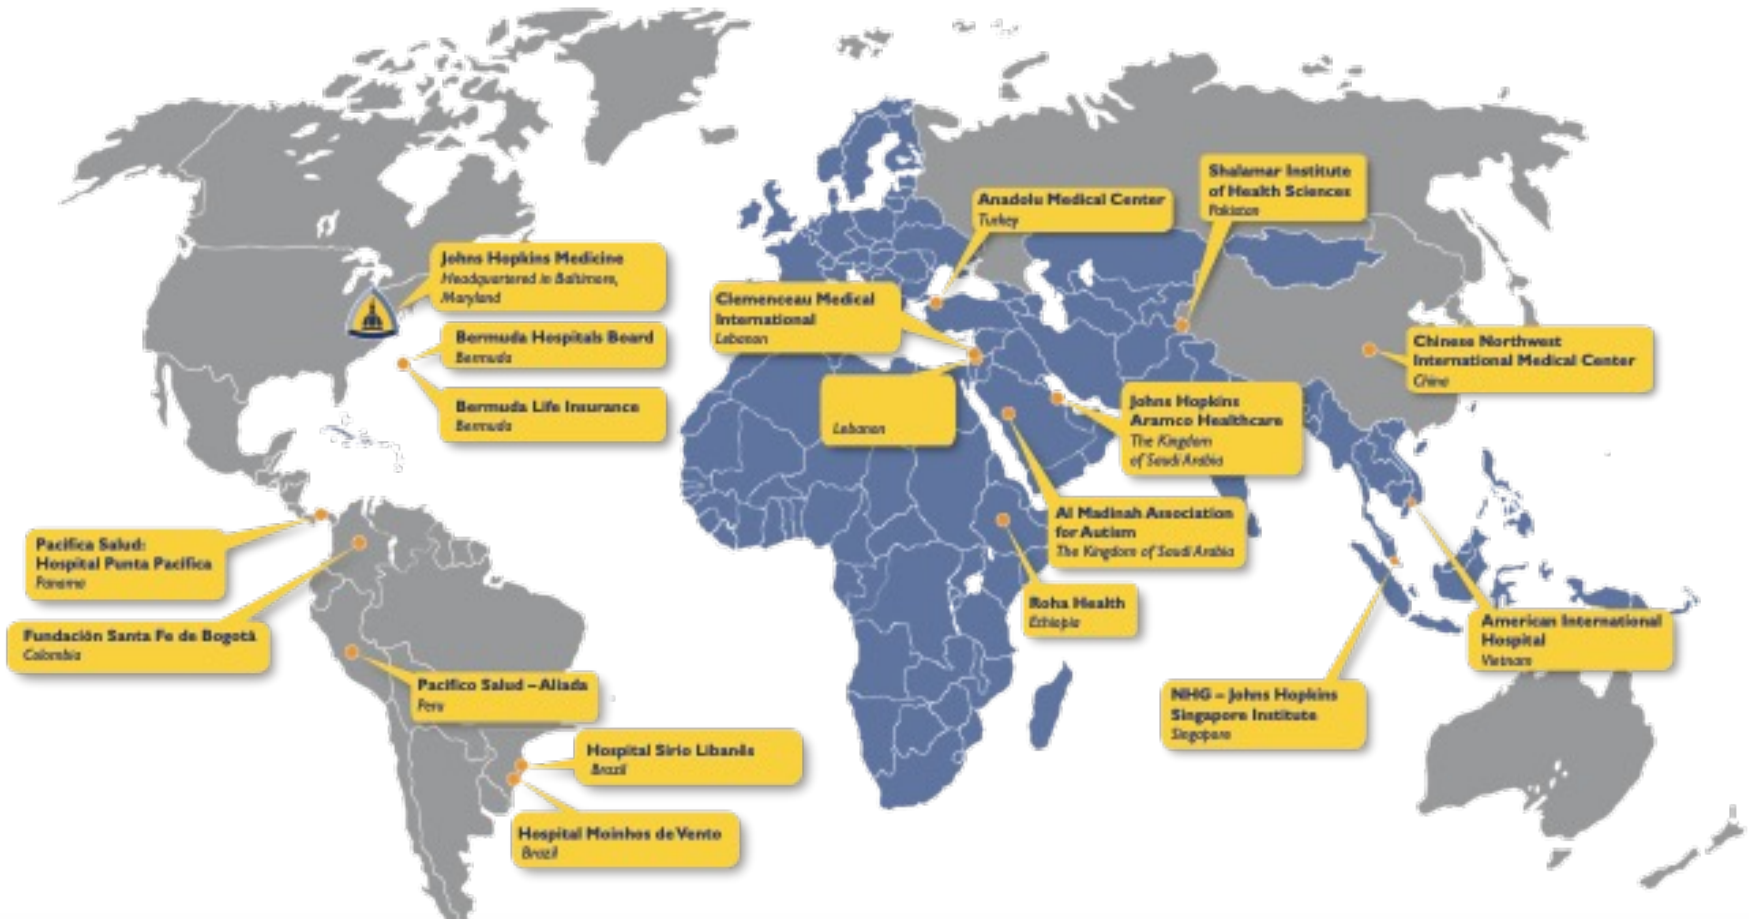 Johns Hopkins Medicine
Headquartered in Baltimore,
Maryland
Bermuda Hospitals Board
Bermuda
Bermuda Life Insurance
Bermuda
Pacifica Salud:
Hospital Punta Pacifica
Panama
Fundación Santa Fe de Bogotá
Colombia
Pacífico Salud – Aliada
Peru
Hospital Sírio Libanês
Brazil
Hospital Moinhos de Vento
Brazil
Shalamar Institute
of Health Sciences
Pakistan
Anadolu Medical Center
Turkey
Clemenceau Medical
International
Lebanon
Lebanon
Johns Hopkins
Aramco Healthcare
The Kingdom
of Saudi Arabia
Al Madinah Association
for Autism
The Kingdom of Saudi Arabia
Roha Health
Ethiopia
Chinese Northwest
International Medical Center
China
American International
Hospital
Vietnam
NHG – Johns Hopkins
Singapore Institute
Singapore